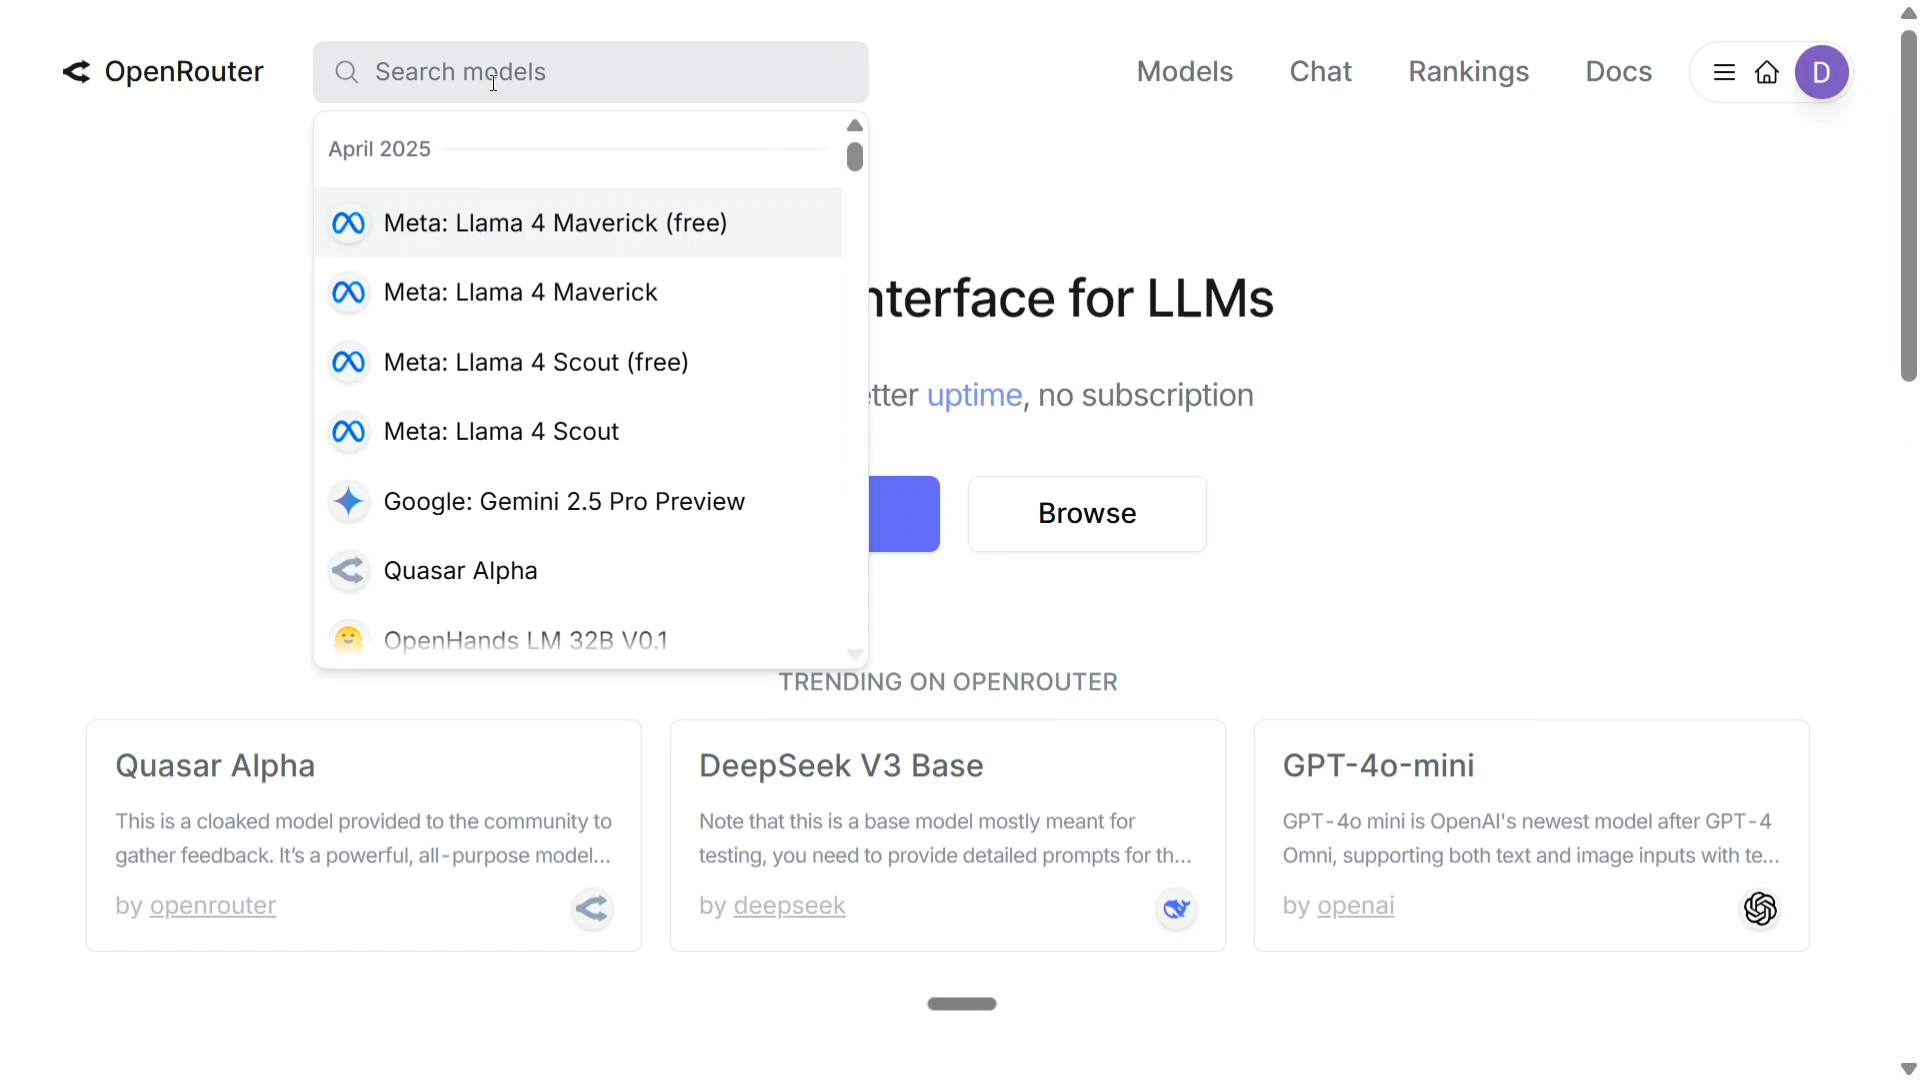 OpenRouter
Search models
Models
Chat
Rankings
Docs
D
April 2025
Meta: Llama 4 Maverick (free)
Meta: Llama 4 Maverick
Meta: Llama 4 Scout (free)
Meta: Llama 4 Scout
Google: Gemini 2.5 Pro Preview
Quasar Alpha
OpenHands LM 32B V0.1
nterface for LLMs
etter uptime, no subscription
Browse
TRENDING ON OPENROUTER
Quasar Alpha
This is a cloaked model provided to the community to
gather feedback. It's a powerful, all-purpose model...
by openrouter
DeepSeek V3 Base
Note that this is a base model mostly meant for
testing, you need to provide detailed prompts for th...
by deepseek
GPT-4o-mini
GPT-4o mini is OpenAI's newest model after GPT-4
Omni, supporting both text and image inputs with te...
by openai